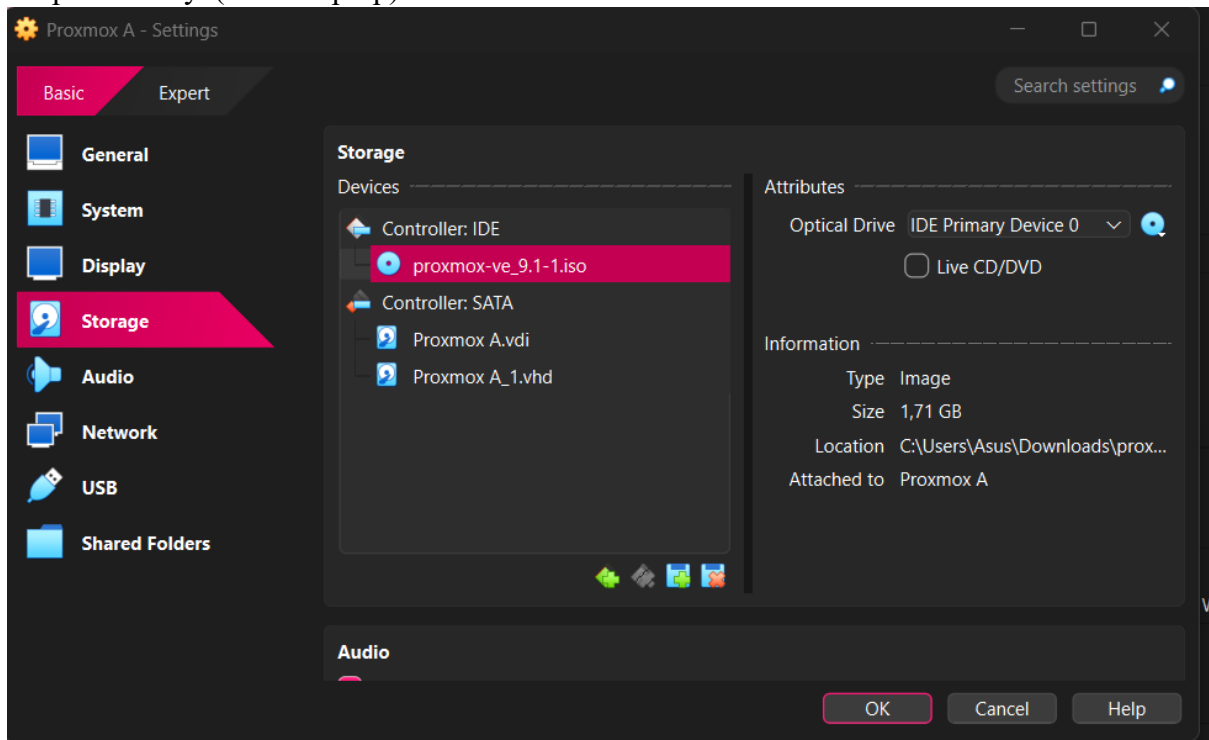 Proxmox A - Settings
Basic
Expert
Search settings
General
System
Display
Storage
Audio
Network
USB
Shared Folders
Storage
Devices
Controller: IDE
proxmox-ve_9.1-1.iso
Controller: SATA
Proxmox A.vdi
Proxmox A_1.vhd
Attributes
Optical Drive IDE Primary Device 0
Live CD/DVD
Information
Type Image
Size 1,71 GB
Location C:\Users\Asus\Downloads\prox...
Attached to Proxmox A
Audio
OK
Cancel
Help